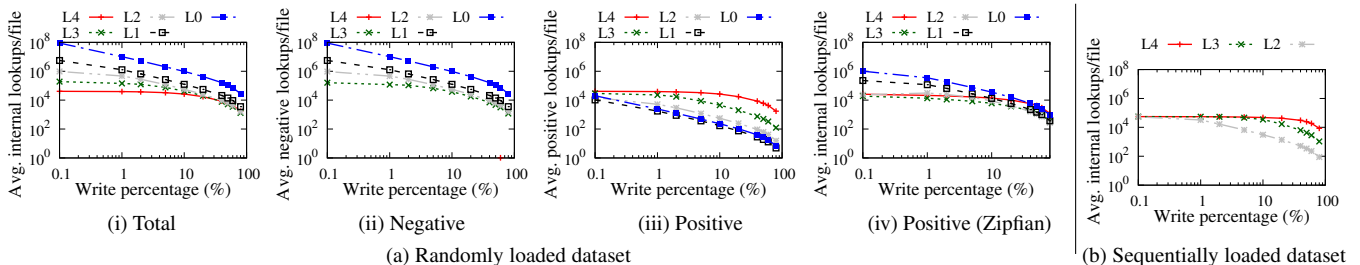 L4 L2 L0
L3 L1
Avg. internal lookups/file
10^8
10^6
10^4
10^2
10^0
0.1 1 10 100
Write percentage (%)
(i) Total
L4 L2 L0
L3 L1
Avg. negative lookups/file
10^8
10^6
10^4
10^2
10^0
0.1 1 10 100
Write percentage (%)
(ii) Negative
L4 L2 L0
L3 L1
Avg. positive lookups/file
10^8
10^6
10^4
10^2
10^0
0.1 1 10 100
Write percentage (%)
(iii) Positive
L4 L2 L0
L3 L1
Avg. internal lookups/file
10^8
10^6
10^4
10^2
10^0
0.1 1 10 100
Write percentage (%)
(iv) Positive (Zipfian)
(a) Randomly loaded dataset
L4 L3 L2
Avg. internal lookups/file
10^8
10^6
10^4
10^2
10^0
0.1 1 10 100
Write percentage (%)
(b) Sequentially loaded dataset